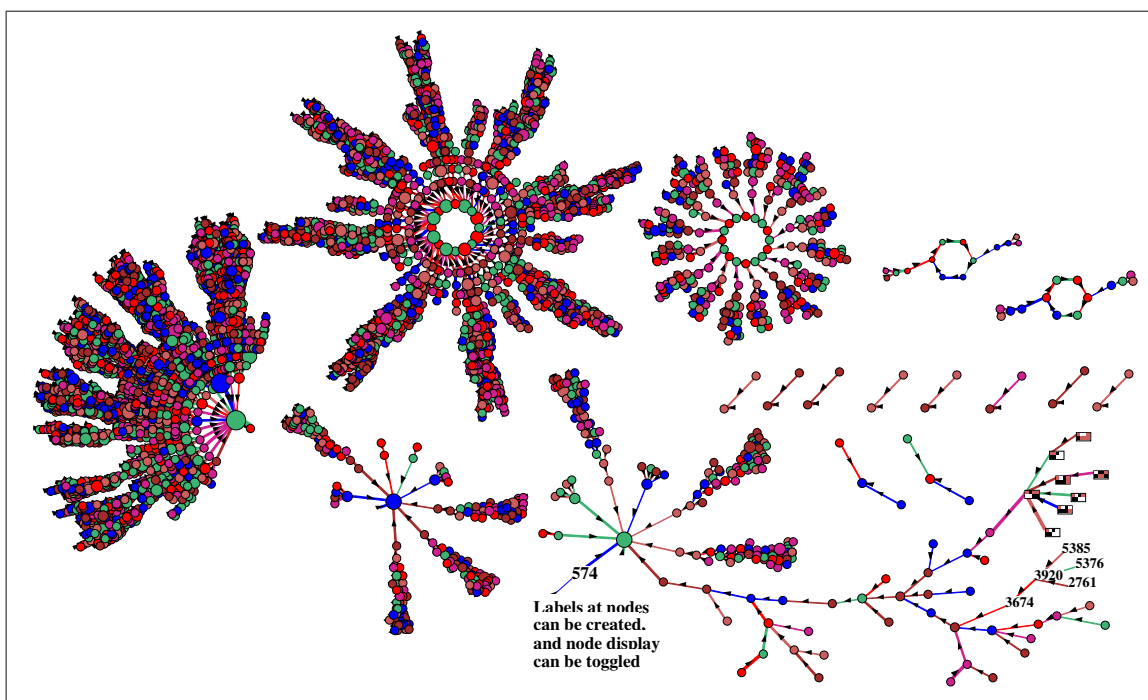 5385
5376
3920
2761
574
3674
Labels at nodes
can be created.
and node display
can be toggled